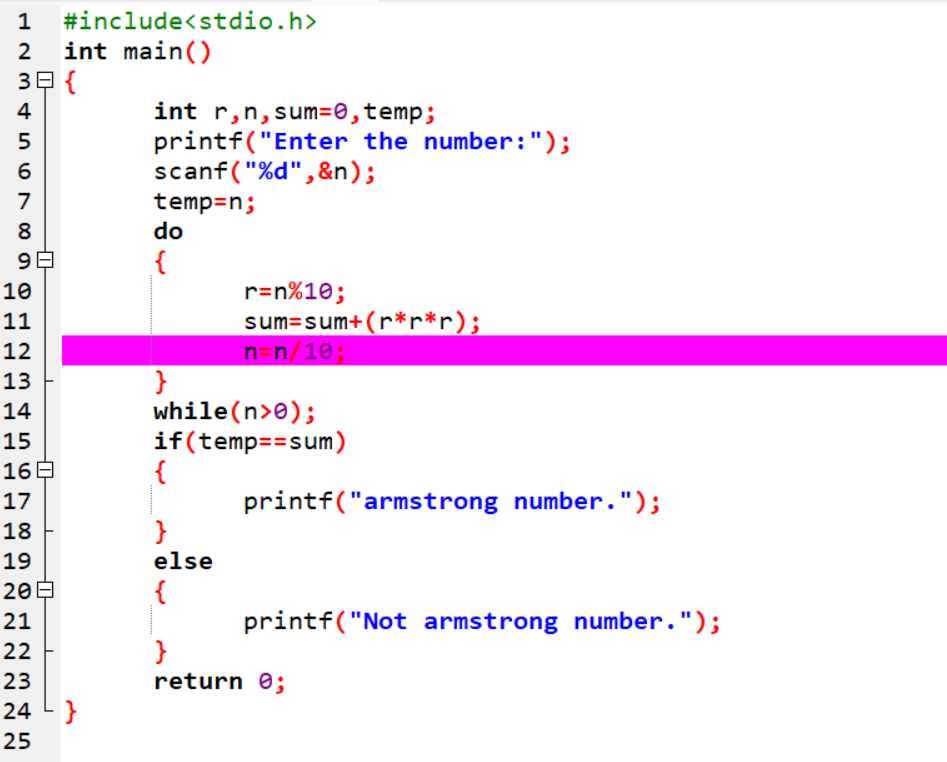 1 #include<stdio.h>
2 int main()
3 {
4 int r,n,sum=0,temp;
5 printf("Enter the number:");
6 scanf("%d",&n);
7 temp=n;
8 do
9 {
10 r=n%10;
11 sum=sum+(r*r*r);
12 n=n/10;
13 }
14 while(n>0);
15 if(temp==sum)
16 {
17 printf("armstrong number.");
18 }
19 else
20 {
21 printf("Not armstrong number.");
22 }
23 return 0;
24 }
25